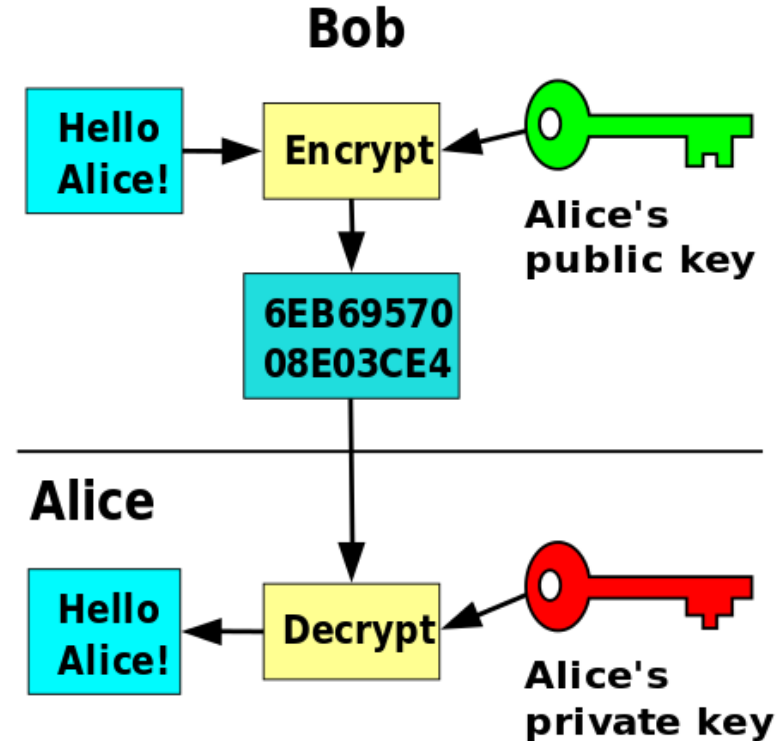 Bob
Hello
Alice!
Encrypt
Alice's
public key
6EB69570
08E03CE4
Alice
Hello
Alice!
Decrypt
Alice's
private key